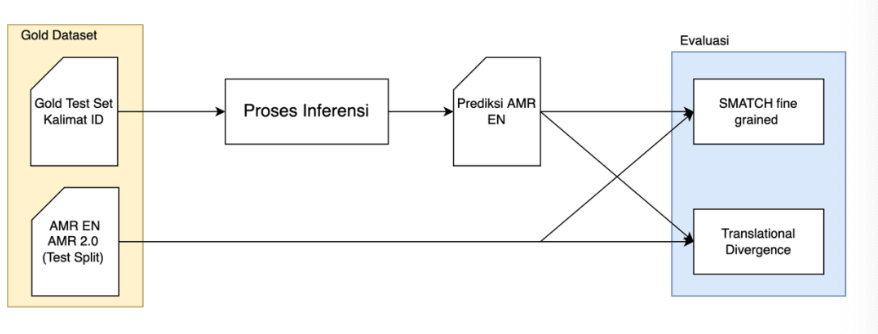 Gold Dataset
Evaluasi
Gold Test Set
Kalimat ID
Proses Inferensi
Prediksi AMR
EN
SMATCH fine
grained
AMR EN
AMR 2.0
(Test Split)
Translational
Divergence